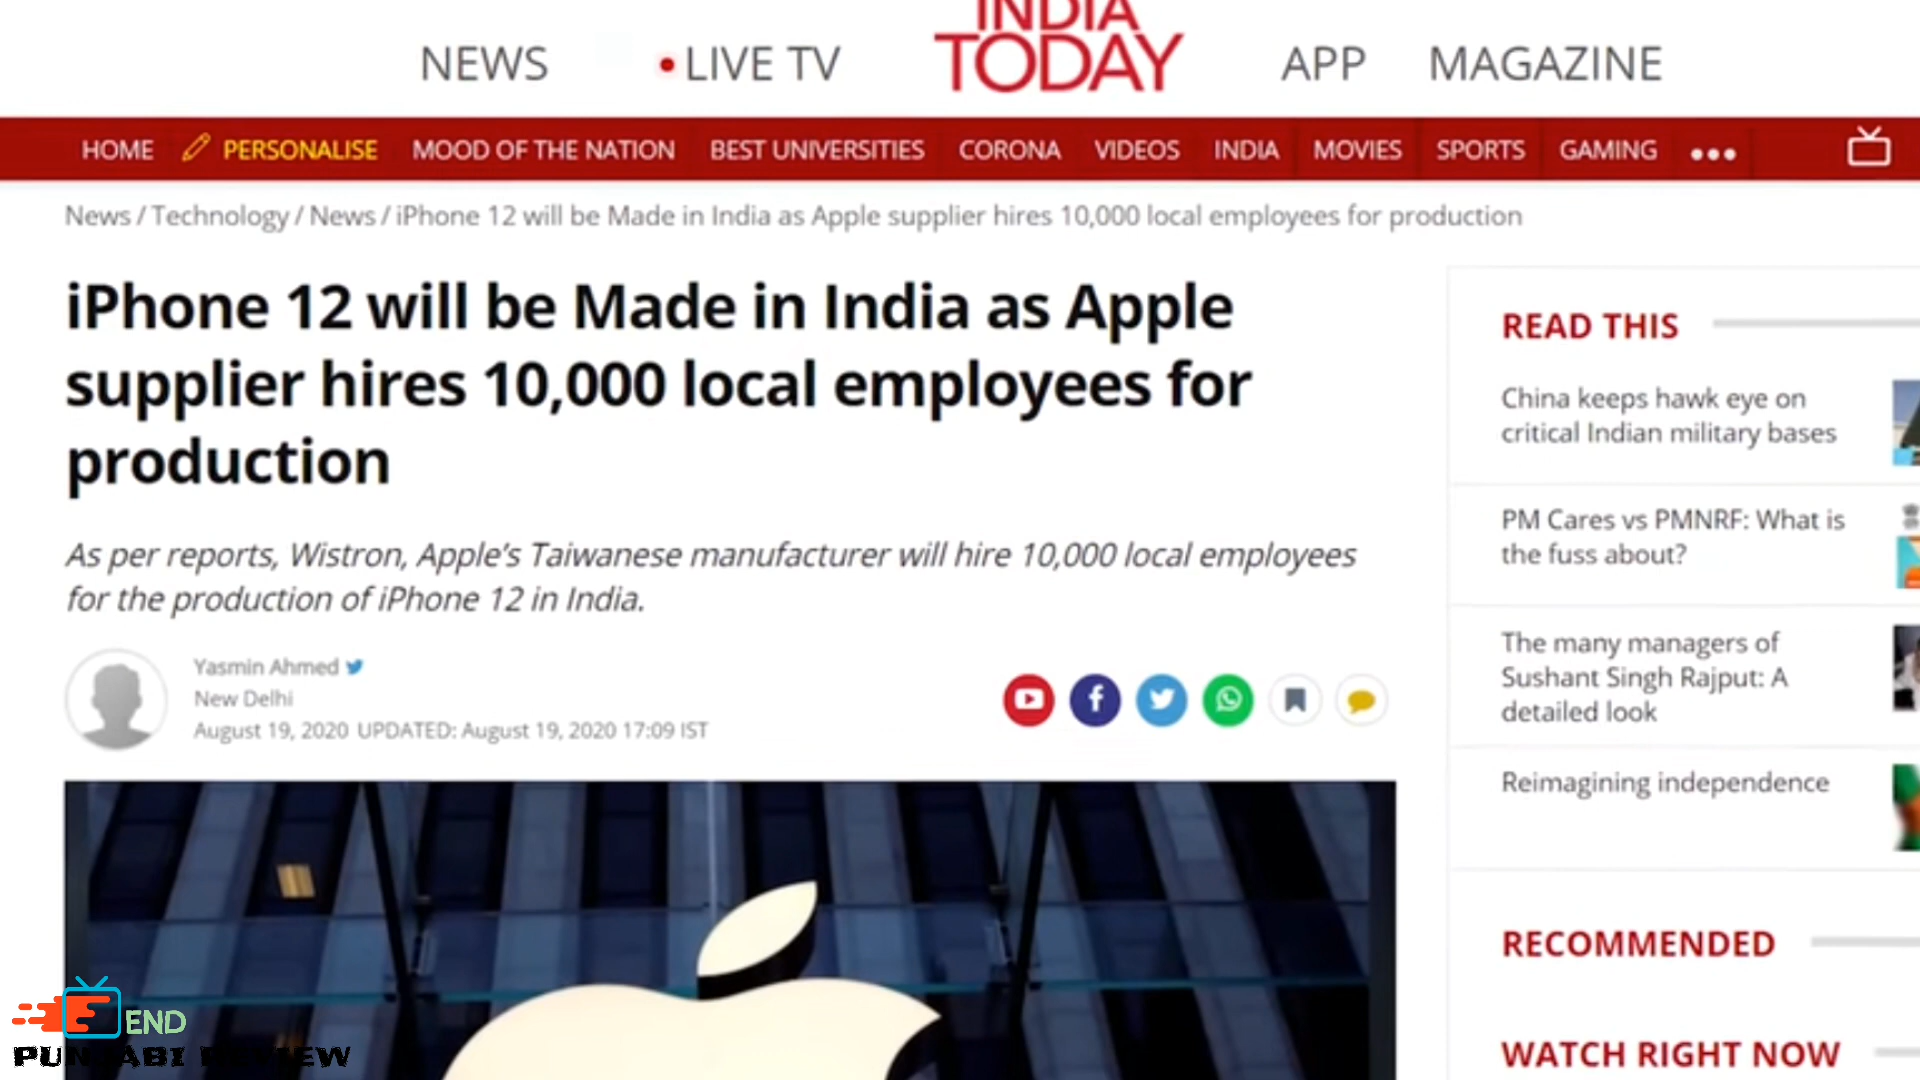 NEWS
LIVE TV
INDIA
TODAY
APP
MAGAZINE
HOME
PERSONALISE
MOOD OF THE NATION
BEST UNIVERSITIES
CORONA
VIDEOS
INDIA
MOVIES
SPORTS
GAMING
News / Technology / News / iPhone 12 will be Made in India as Apple supplier hires 10,000 local employees for production
iPhone 12 will be Made in India as Apple
supplier hires 10,000 local employees for
production
As per reports, Wistron, Apple's Taiwanese manufacturer will hire 10,000 local employees
for the production of iPhone 12 in India.
Yasmin Ahmed
New Delhi
August 19, 2020 UPDATED: August 19, 2020 17:09 IST
READ THIS
China keeps hawk eye on
critical Indian military bases
PM Cares vs PMNRF: What is
the fuss about?
The many managers of
Sushant Singh Rajput: A
detailed look
Reimagining independence
RECOMMENDED
WATCH RIGHT NOW
END
PUNJABI REVIEW